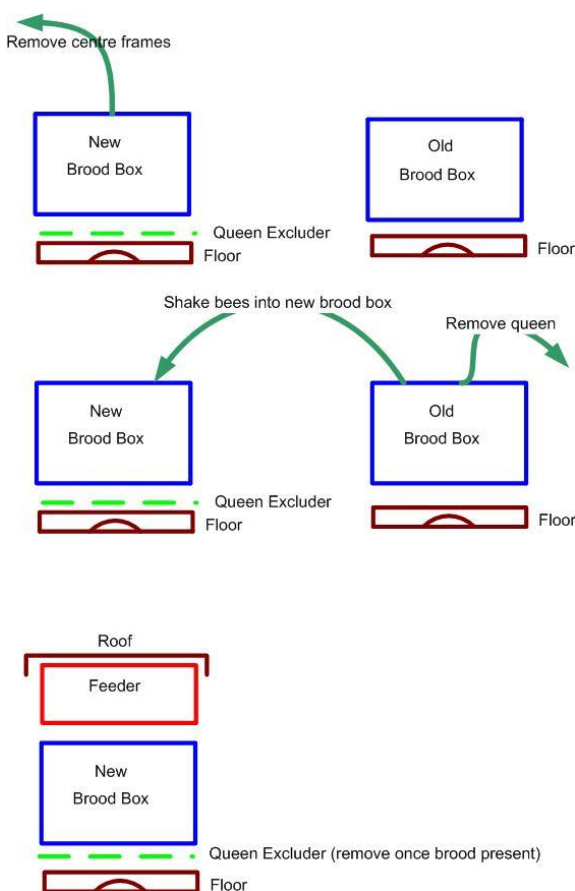 Remove centre frames
New
Brood Box
Old
Brood Box
Queen Excluder
Floor
Floor
Shake bees into new brood box
Remove queen
New
Brood Box
Old
Brood Box
Queen Excluder
Floor
Floor
Roof
Feeder
New
Brood Box
Queen Excluder (remove once brood present)
Floor